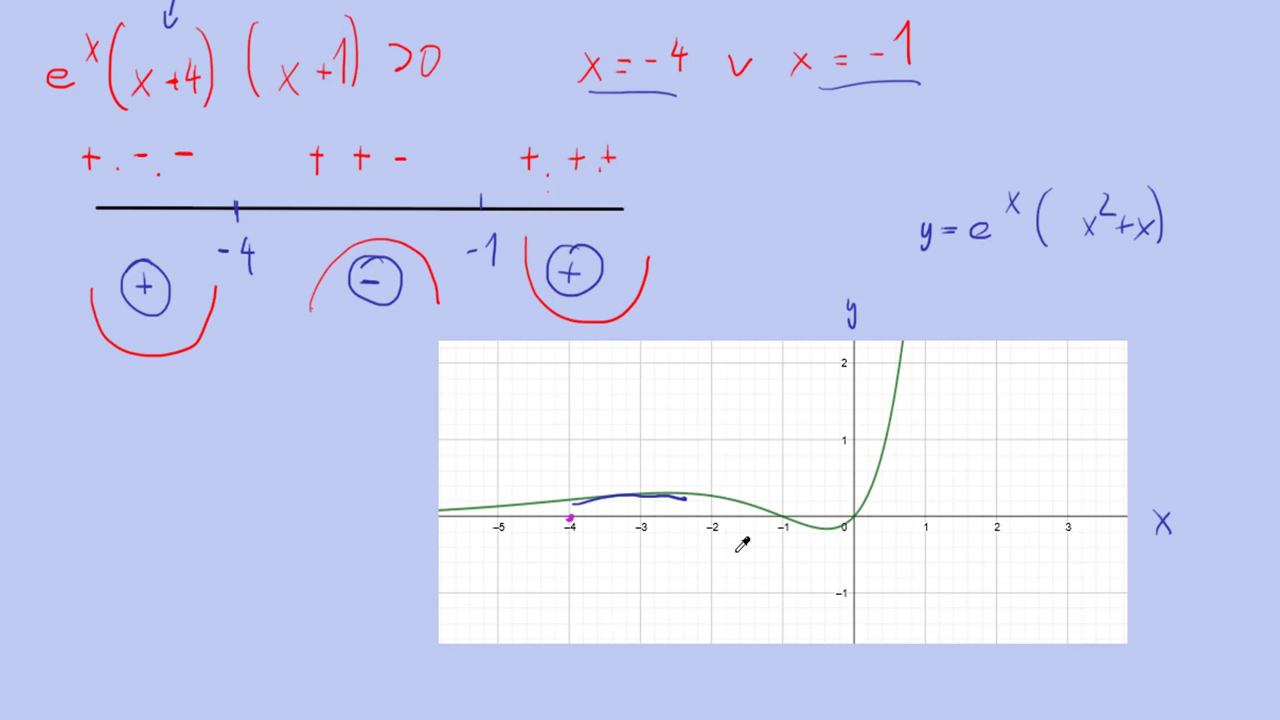 e^x (x+4) (x+1) >0 x = -4 v x = -1
+ . - . - + + - + . + . +
-4 -1
+ - +
y = e^x ( x^2+x)
y
2
1
-5 -4 -3 -2 -1 0 1 2 3
x
-1